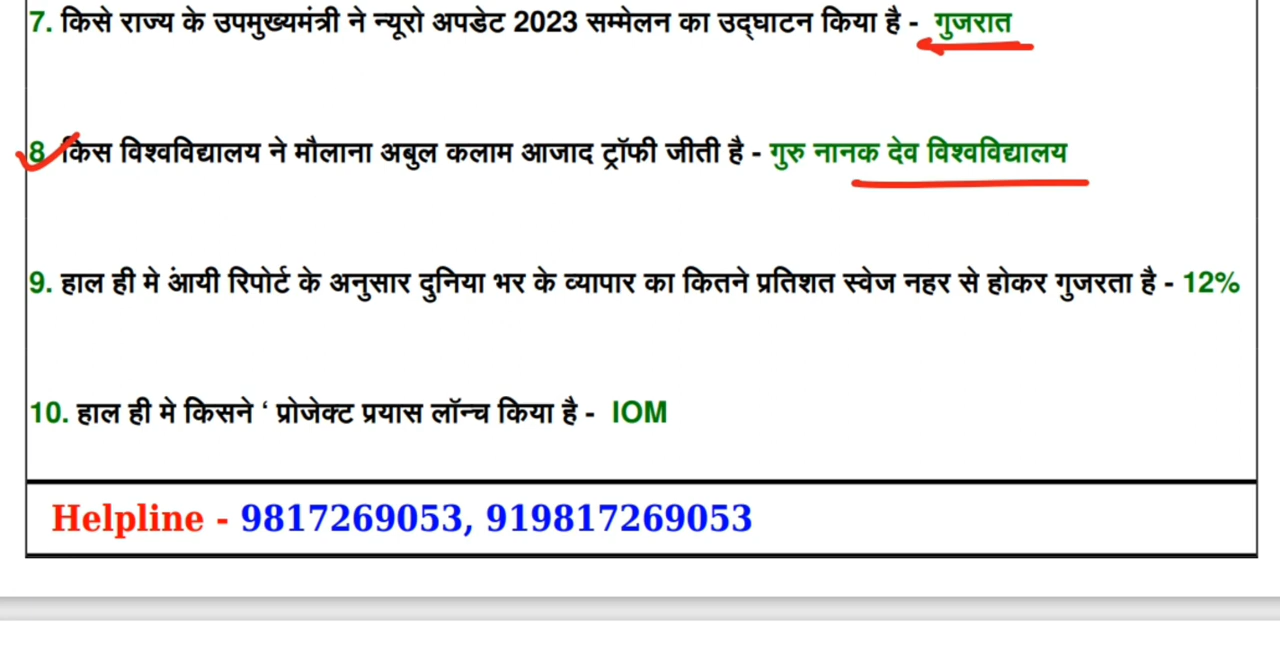 7. किसे राज्य के उपमुख्यमंत्री ने न्यूरो अपडेट 2023 सम्मेलन का उद्घाटन किया है - गुजरात
8 किस विश्वविद्यालय ने मौलाना अबुल कलाम आजाद ट्रॉफी जीती है - गुरु नानक देव विश्वविद्यालय
9. हाल ही मे आंयी रिपोर्ट के अनुसार दुनिया भर के व्यापार का कितने प्रतिशत स्वेज नहर से होकर गुजरता है - 12%
10. हाल ही मे किसने ‘ प्रोजेक्ट प्रयास लॉन्च किया है - IOM
Helpline - 9817269053, 919817269053